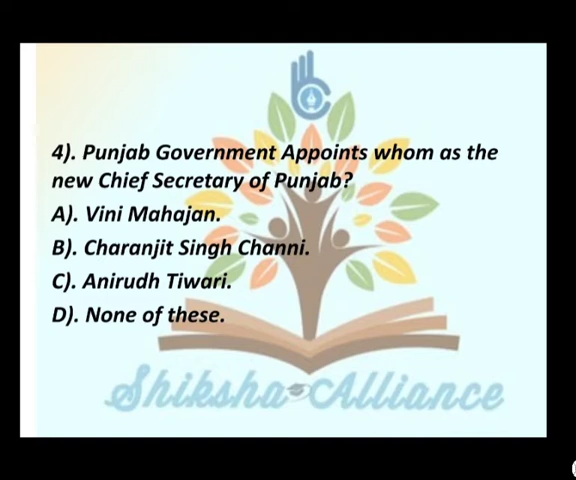 4). Punjab Government Appoints whom as the
new Chief Secretary of Punjab?
A). Vini Mahajan.
B). Charanjit Singh Channi.
C). Anirudh Tiwari.
D). None of these.
Shiksha Alliance